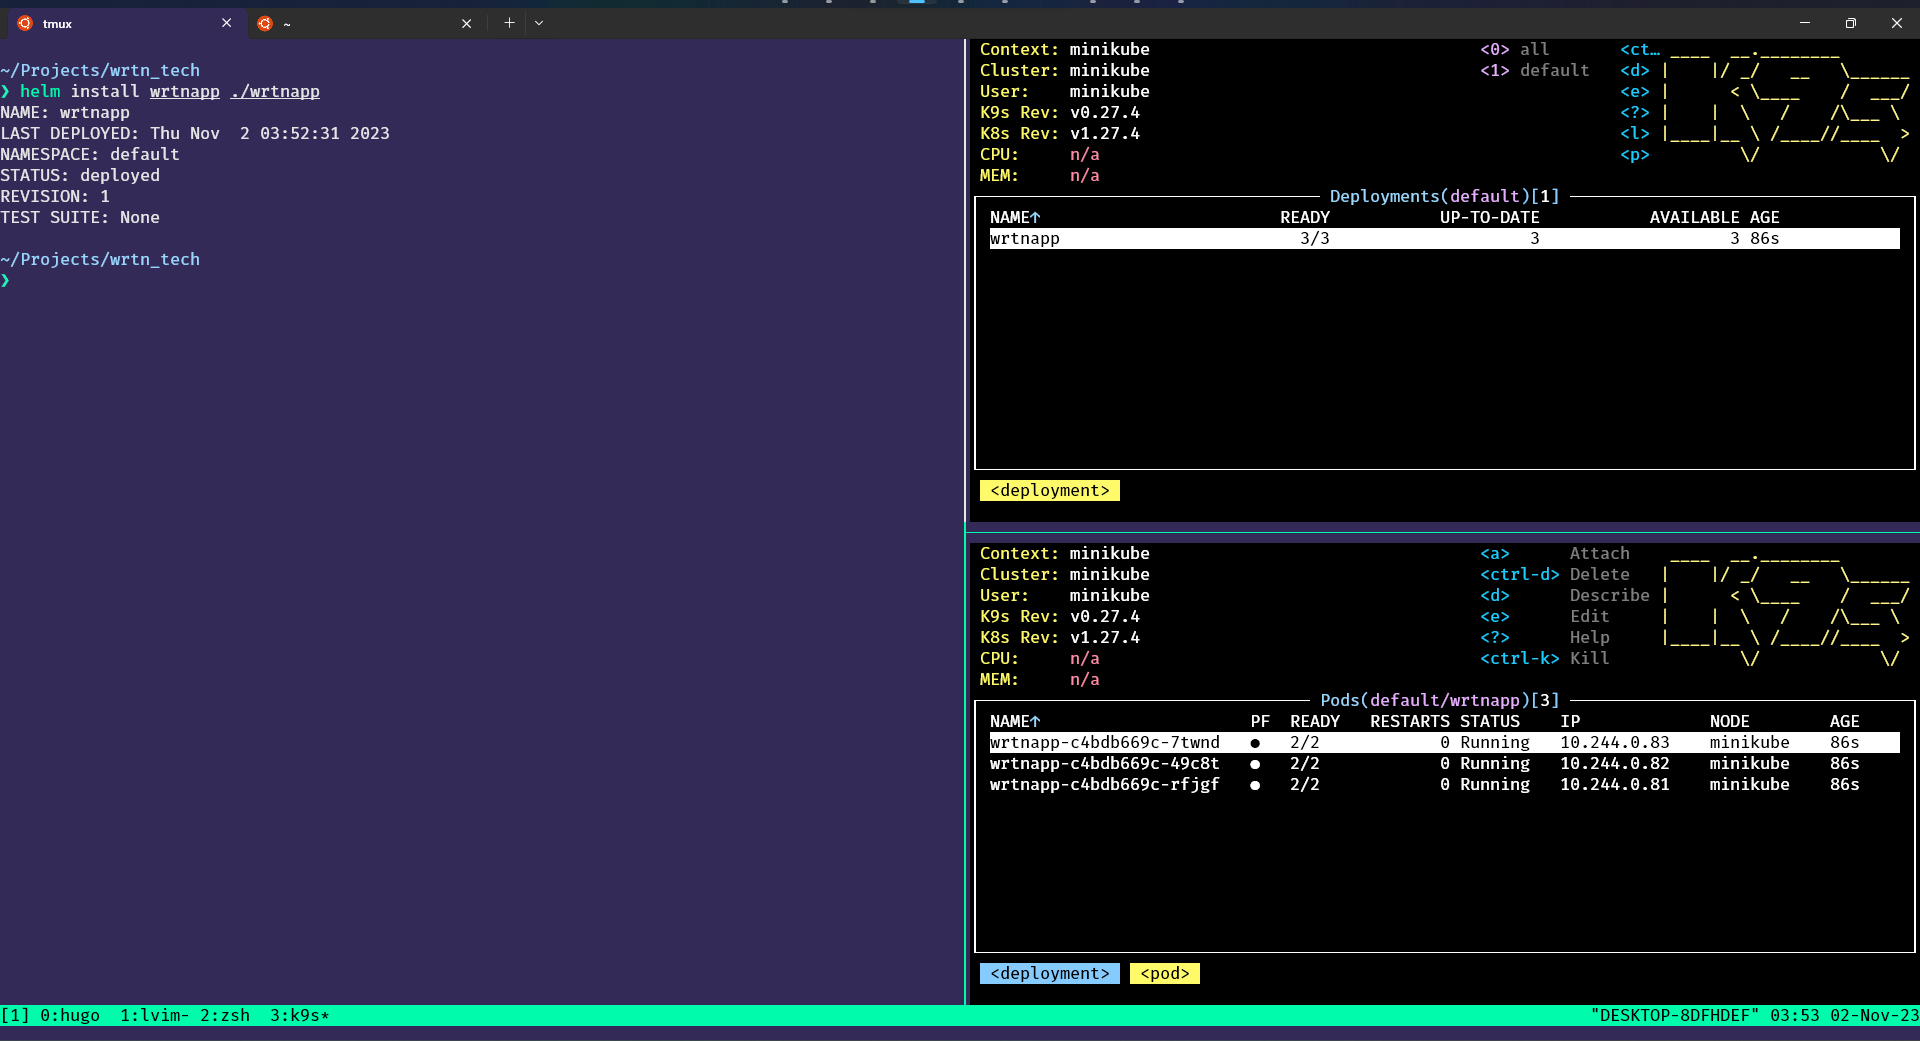 tmux
~
~/Projects/wrtn_tech
❯ helm install wrtnapp ./wrtnapp
NAME: wrtnapp
LAST DEPLOYED: Thu Nov  2 03:52:31 2023
NAMESPACE: default
STATUS: deployed
REVISION: 1
TEST SUITE: None
~/Projects/wrtn_tech
❯
Context: minikube <0> all <ct…
Cluster: minikube <1> default <d>
User: minikube <e>
K9s Rev: v0.27.4 <?>
K8s Rev: v1.27.4 <l>
CPU: n/a <p>
MEM: n/a
Deployments(default)[1]
NAME↑ READY UP-TO-DATE AVAILABLE AGE
wrtnapp 3/3 3 3 86s
<deployment>
Context: minikube <a> Attach
Cluster: minikube <ctrl-d> Delete
User: minikube <d> Describe
K9s Rev: v0.27.4 <e> Edit
K8s Rev: v1.27.4 <?> Help
CPU: n/a <ctrl-k> Kill
MEM: n/a
Pods(default/wrtnapp)[3]
NAME↑ PF READY RESTARTS STATUS IP NODE AGE
wrtnapp-c4bdb669c-7twnd ● 2/2 0 Running 10.244.0.83 minikube 86s
wrtnapp-c4bdb669c-49c8t ● 2/2 0 Running 10.244.0.82 minikube 86s
wrtnapp-c4bdb669c-rfjgf ● 2/2 0 Running 10.244.0.81 minikube 86s
<deployment> <pod>
[1] 0:hugo  1:lvim- 2:zsh  3:k9s* "DESKTOP-8DFHDEF" 03:53 02-Nov-23